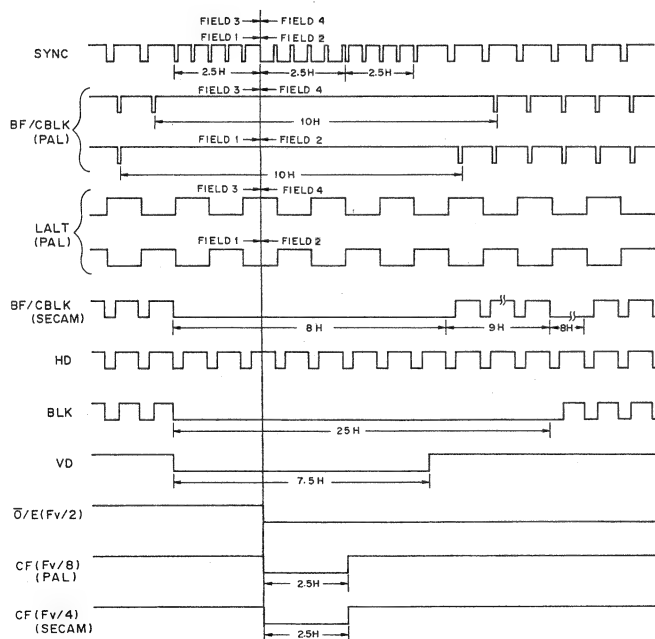 FIELD 3 FIELD 4
FIELD 1 FIELD 2
SYNC
2.5H 2.5H 2.5H
FIELD 3 FIELD 4
BF/CBLK
(PAL)
10H
FIELD 1 FIELD 2
10H
FIELD 3 FIELD 4
LALT
(PAL)
FIELD 1 FIELD 2
BF/CBLK
(SECAM)
8H 9H 8H
HD
BLK
25H
VD
7.5H
O̅/E(Fv/2)
CF(Fv/8)
(PAL)
2.5H
CF(Fv/4)
(SECAM)
2.5H